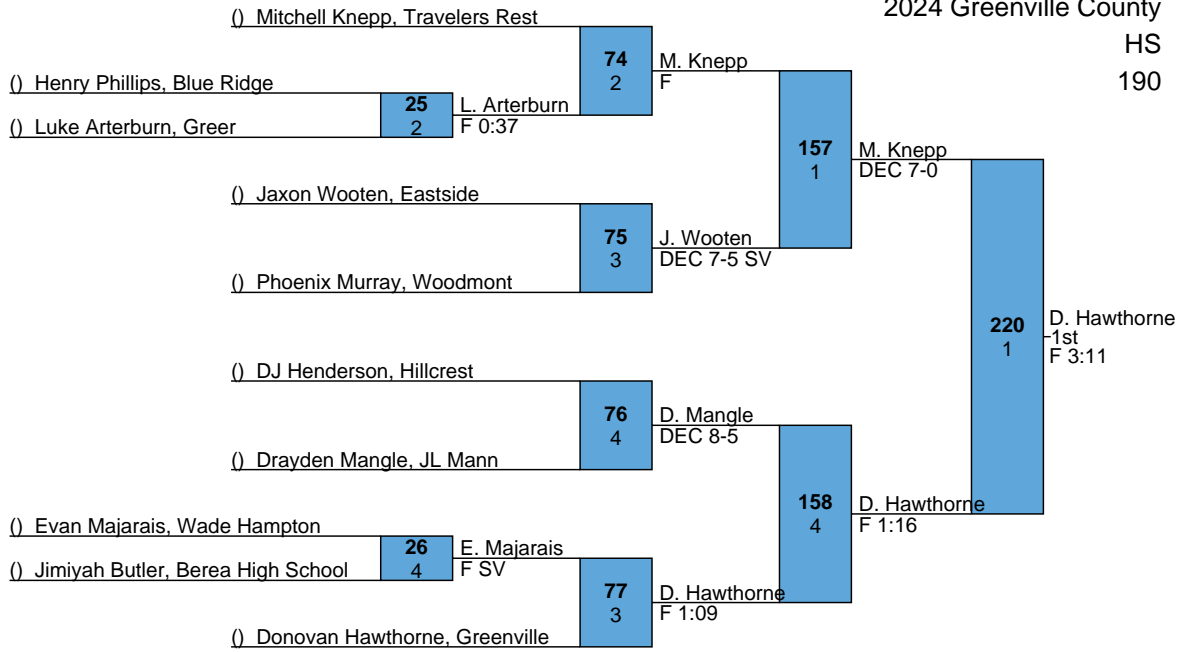 2024 Greenville County
HS
190
() Mitchell Knepp, Travelers Rest
74
2
M. Knepp
F
() Henry Phillips, Blue Ridge
25
2
L. Arterburn
F 0:37
() Luke Arterburn, Greer
157
1
M. Knepp
DEC 7-0
() Jaxon Wooten, Eastside
75
3
J. Wooten
DEC 7-5 SV
() Phoenix Murray, Woodmont
220
1
D. Hawthorne
1st
F 3:11
() DJ Henderson, Hillcrest
76
4
D. Mangle
DEC 8-5
() Drayden Mangle, JL Mann
158
4
D. Hawthorne
F 1:16
() Evan Majarais, Wade Hampton
26
4
E. Majarais
F SV
() Jimiyah Butler, Berea High School
77
3
D. Hawthorne
F 1:09
() Donovan Hawthorne, Greenville